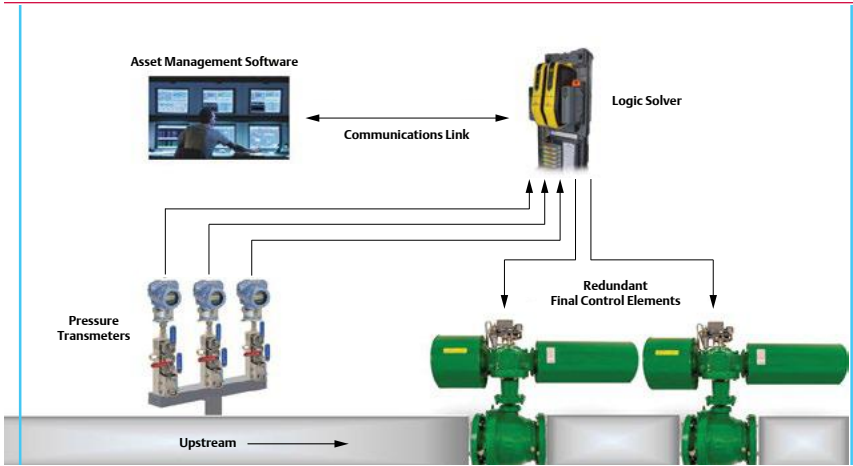 Asset Management Software
Logic Solver
Communications Link
Redundant
Final Control Elements
Pressure
Transmeters
Upstream